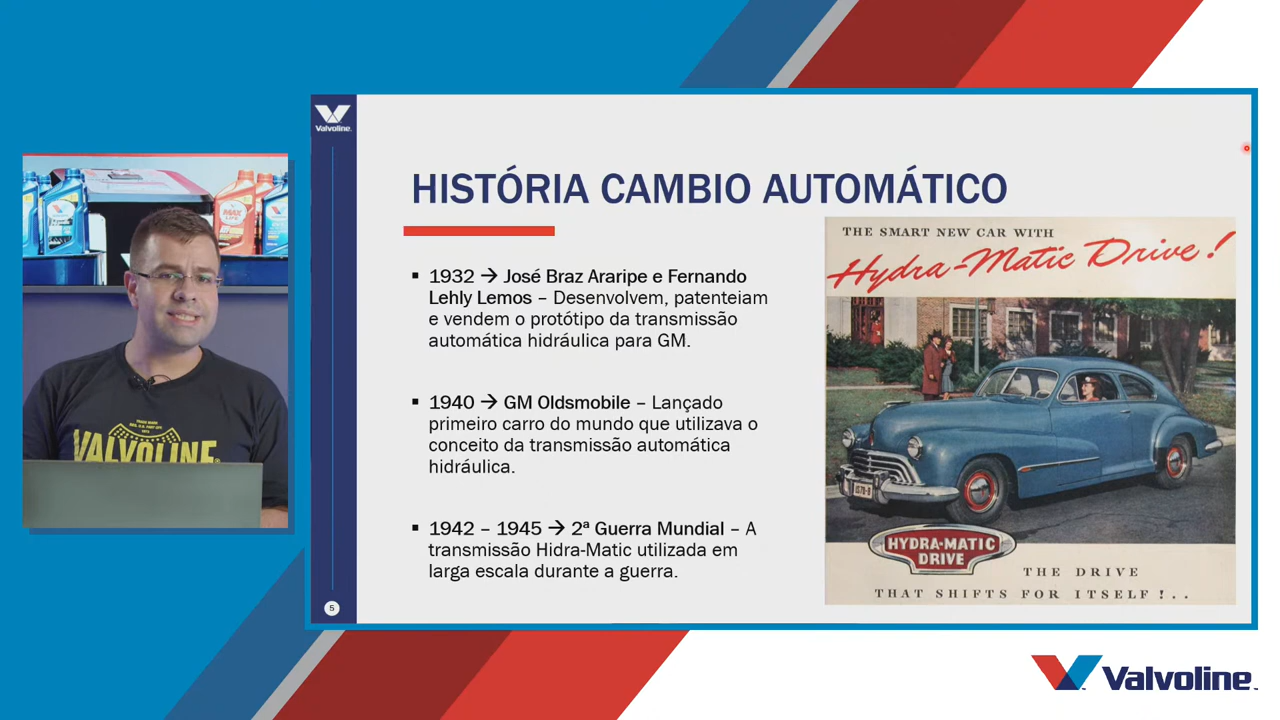 Valvoline.
HISTÓRIA CAMBIO AUTOMÁTICO
▪ 1932 → José Braz Araripe e Fernando
Lehly Lemos – Desenvolvem, patenteiam
e vendem o protótipo da transmissão
automática hidráulica para GM.
▪ 1940 → GM Oldsmobile – Lançado
primeiro carro do mundo que utilizava o
conceito da transmissão automática
hidráulica.
▪ 1942 – 1945 → 2ª Guerra Mundial – A
transmissão Hidra-Matic utilizada em
larga escala durante a guerra.
5
THE SMART NEW CAR WITH
Hydra-Matic Drive!
HYDRA-MATIC
DRIVE
THE DRIVE
THAT SHIFTS FOR ITSELF!..
MAX
LIFE
VALVOLINE
Valvoline